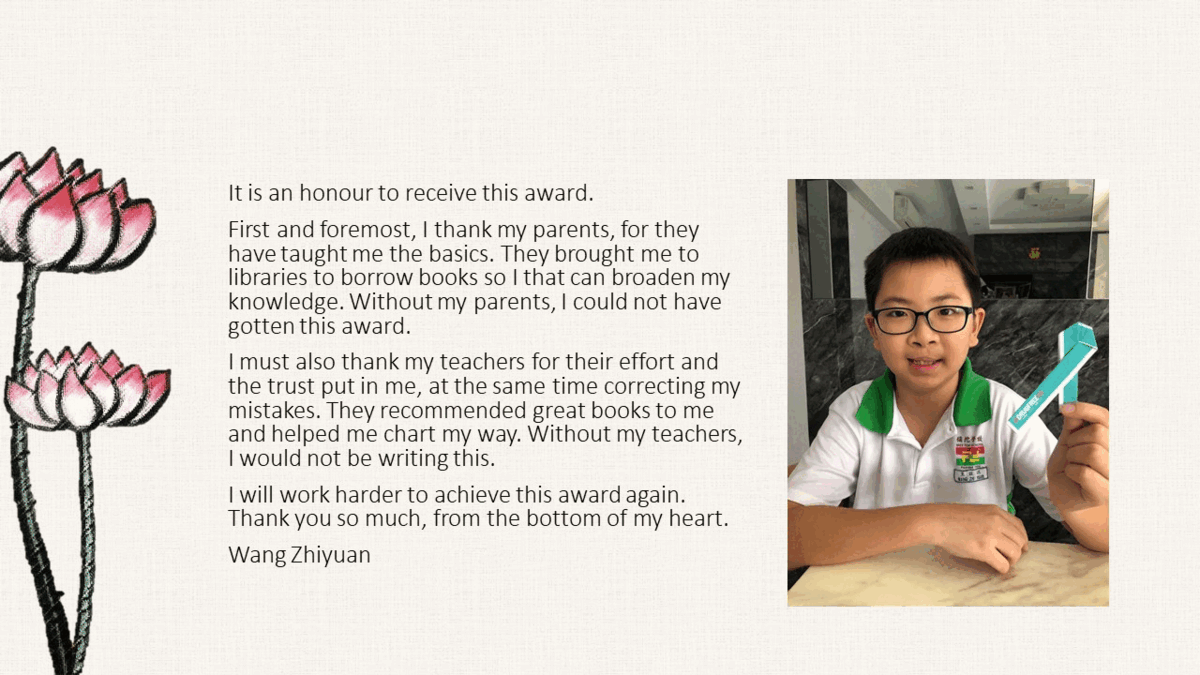 It is an honour to receive this award.
First and foremost, I thank my parents, for they
have taught me the basics. They brought me to
libraries to borrow books so I that can broaden my
knowledge. Without my parents, I could not have
gotten this award.
I must also thank my teachers for their effort and
the trust put in me, at the same time correcting my
mistakes. They recommended great books to me
and helped me chart my way. Without my teachers,
I would not be writing this.
I will work harder to achieve this award again.
Thank you so much, from the bottom of my heart.
Wang Zhiyuan